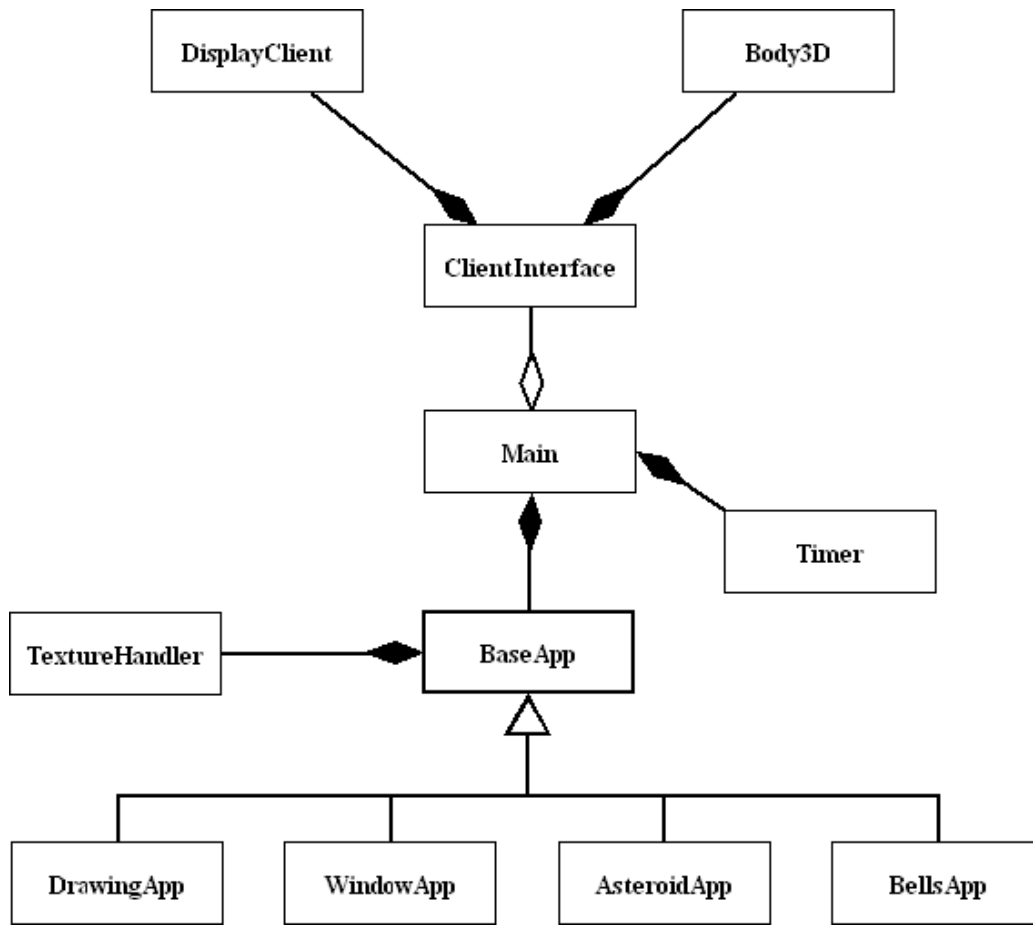 DisplayClient
Body3D
ClientInterface
Main
Timer
TextureHandler
BaseApp
DrawingApp
WindowApp
AsteroidApp
BellsApp